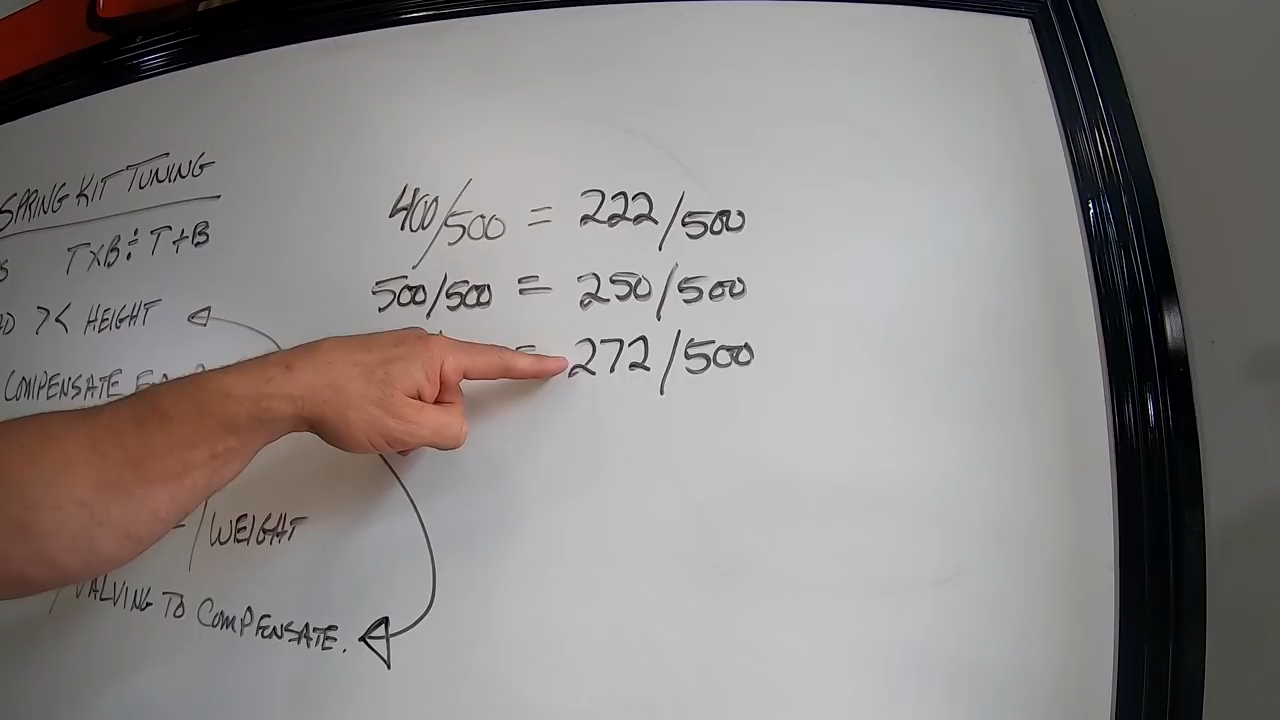 SPRING KIT TUNING
TXB÷T+B
400/500 = 222/500
500/500 = 250/500
>< HEIGHT
= 272/500
COMPENSATE
/WEIGHT
VALVING TO COMPENSATE.